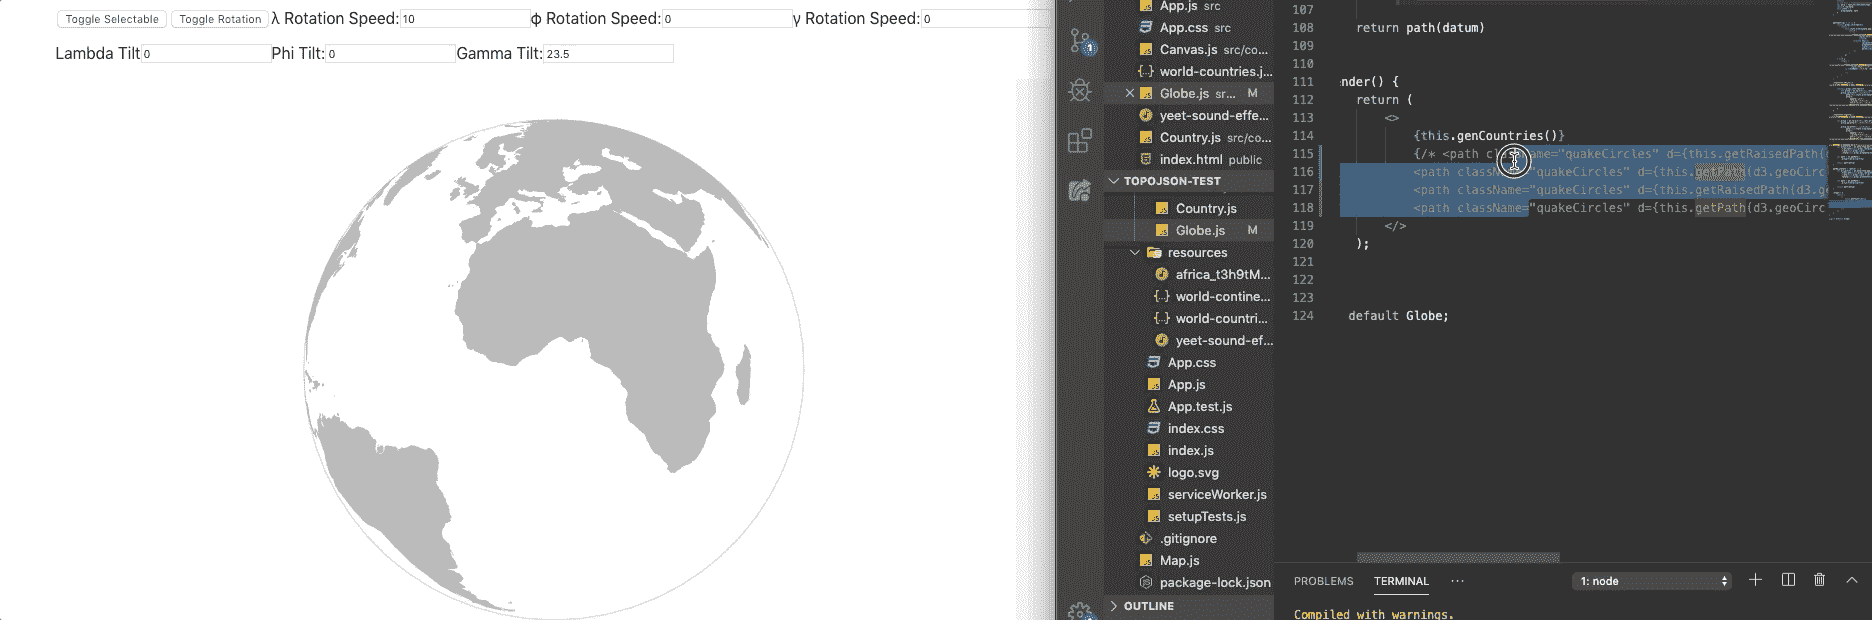 Toggle Selectable Toggle Rotation λ Rotation Speed: 10 φ Rotation Speed: 0 γ Rotation Speed: 0
Lambda Tilt 0 Phi Tilt: 0 Gamma Tilt: 23.5
App.js src
App.css src
Canvas.js src/co...
world-countries.j...
Globe.js sr... M
yeet-sound-effe...
Country.js src/co...
index.html public
TOPOJSON-TEST
Country.js
Globe.js M
resources
africa_t3h9tM...
world-contine...
world-countri...
yeet-sound-ef...
App.css
App.js
App.test.js
index.css
index.js
logo.svg
serviceWorker.js
setupTests.js
.gitignore
Map.js
package-lock.json
OUTLINE
1
107
108 return path(datum)
109
110
111 nder() {
112 return (
113 <>
114 {this.genCountries()}
115 {/* <path className="quakeCircles" d={this.getRaisedPath(
116 <path className="quakeCircles" d={this.getPath(d3.geoCirc
117 <path className="quakeCircles" d={this.getRaisedPath(d3.g
118 <path className="quakeCircles" d={this.getPath(d3.geoCirc
119 </>
120 );
121
122
123
124 default Globe;
PROBLEMS TERMINAL ... 1: node
Compiled with warnings.